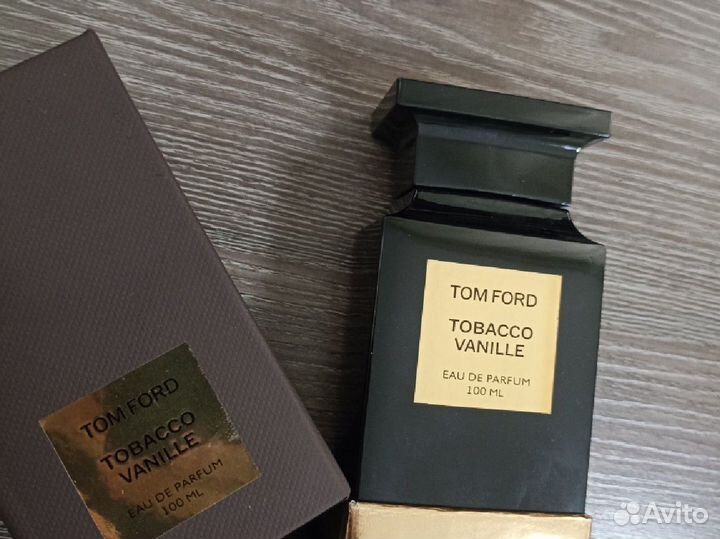 TOM FORD
TOBACCO
VANILLE
EAU DE PARFUM
100 ML
TOM FORD
TOBACCO
VANILLE
EAU DE PARFUM
100 ML
Avito